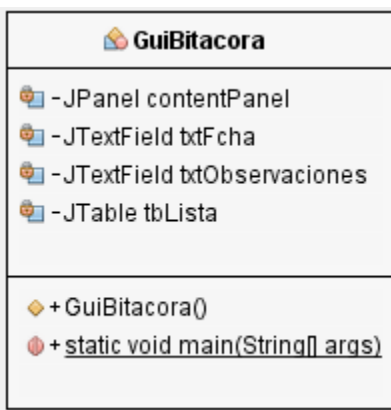 GuiBitacora
-JPanel contentPanel
-JTextField txtFcha
-JTextField txtObservaciones
-JTable tbLista
+GuiBitacora()
+static void main(String[] args)